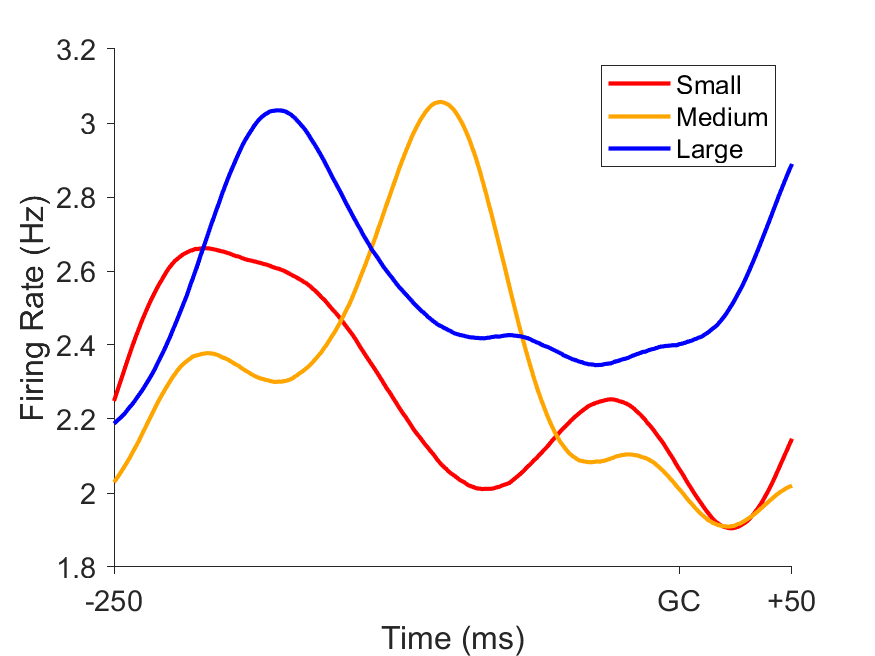 3.2
3
2.8
2.6
2.4
2.2
2
1.8
Firing Rate (Hz)
Small
Medium
Large
-250
GC
+50
Time (ms)